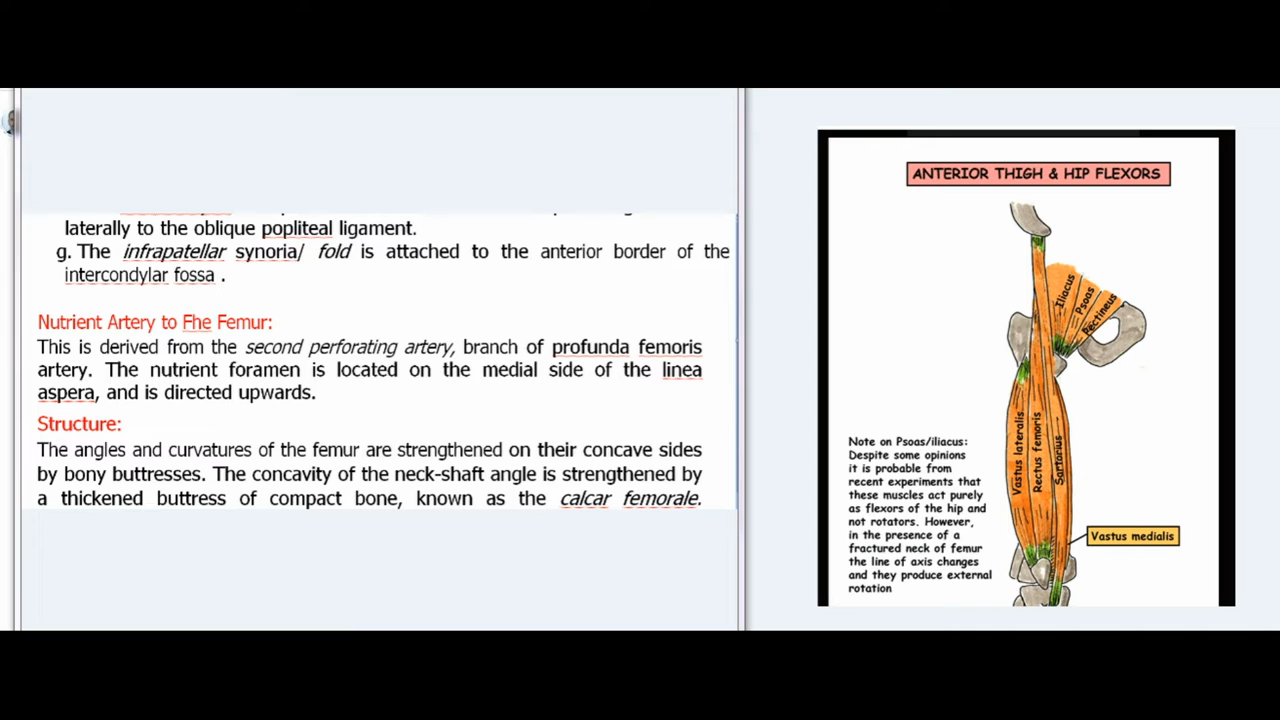 laterally to the oblique popliteal ligament.
g. The infrapatellar synoria/ fold is attached to the anterior border of the
intercondylar fossa .
Nutrient Artery to Fhe Femur:
This is derived from the second perforating artery, branch of profunda femoris
artery. The nutrient foramen is located on the medial side of the linea
aspera, and is directed upwards.
Structure:
The angles and curvatures of the femur are strengthened on their concave sides
by bony buttresses. The concavity of the neck-shaft angle is strengthened by
a thickened buttress of compact bone, known as the calcar femorale.
ANTERIOR THIGH & HIP FLEXORS
Iliacus
Psoas
Pectineus
Vastus lateralis
Rectus femoris
Sartorius
Note on Psoas/iliacus:
Despite some opinions
it is probable from
recent experiments that
these muscles act purely
as flexors of the hip and
not rotators. However,
in the presence of a
fractured neck of femur
the line of axis changes
and they produce external
rotation
Vastus medialis